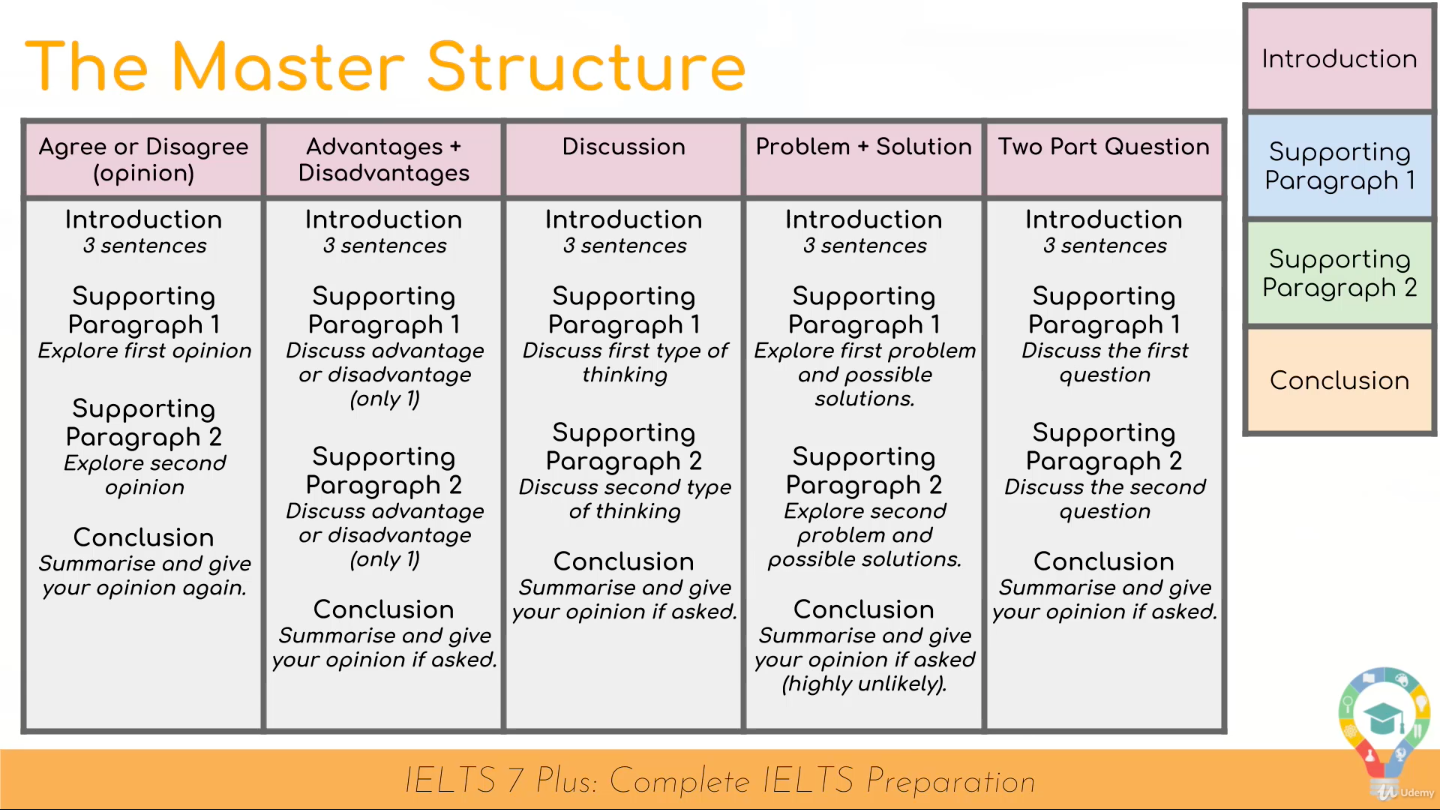 The Master Structure
Agree or Disagree
(opinion)
Introduction
3 sentences
Supporting
Paragraph 1
Explore first opinion
Supporting
Paragraph 2
Explore second
opinion
Conclusion
Summarise and give
your opinion again.
Advantages +
Disadvantages
Introduction
3 sentences
Supporting
Paragraph 1
Discuss advantage
or disadvantage
(only 1)
Supporting
Paragraph 2
Discuss advantage
or disadvantage
(only 1)
Conclusion
Summarise and give
your opinion if asked.
Discussion
Introduction
3 sentences
Supporting
Paragraph 1
Discuss first type of
thinking
Supporting
Paragraph 2
Discuss second type
of thinking
Conclusion
Summarise and give
your opinion if asked.
Problem + Solution
Introduction
3 sentences
Supporting
Paragraph 1
Explore first problem
and possible
solutions.
Supporting
Paragraph 2
Explore second
problem and
possible solutions.
Conclusion
Summarise and give
your opinion if asked
(highly unlikely).
Two Part Question
Introduction
3 sentences
Supporting
Paragraph 1
Discuss the first
question
Supporting
Paragraph 2
Discuss the second
question
Conclusion
Summarise and give
your opinion if asked.
Introduction
Supporting
Paragraph 1
Supporting
Paragraph 2
Conclusion
IELTS 7 Plus: Complete IELTS Preparation
Udemy